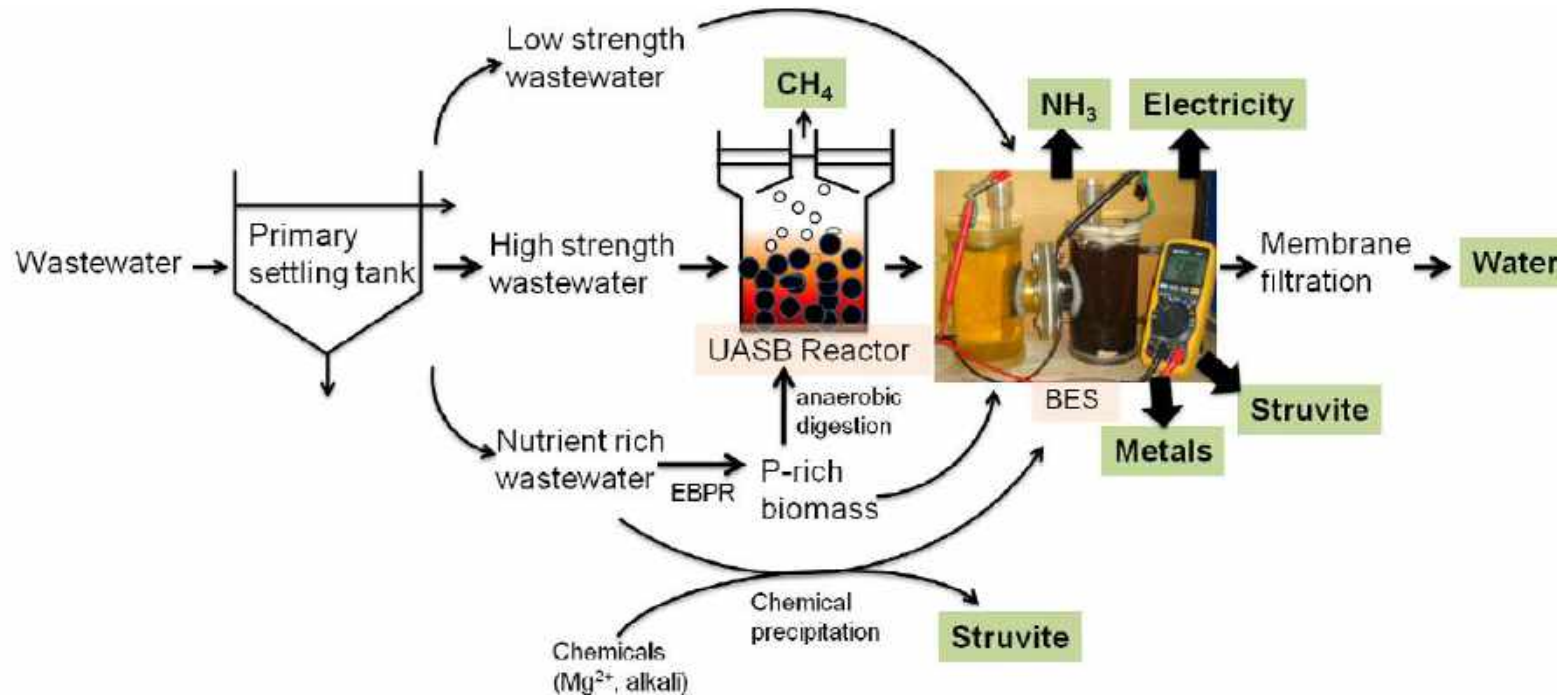 Low strength
wastewater
CH₄
NH₃
Electricity
Wastewater
Primary
settling tank
High strength
wastewater
Membrane
filtration
Water
UASB Reactor
BES
anaerobic
digestion
Struvite
Metals
Nutrient rich
wastewater
EBPR
P-rich
biomass
Chemical
precipitation
Struvite
Chemicals
(Mg²⁺, alkali)